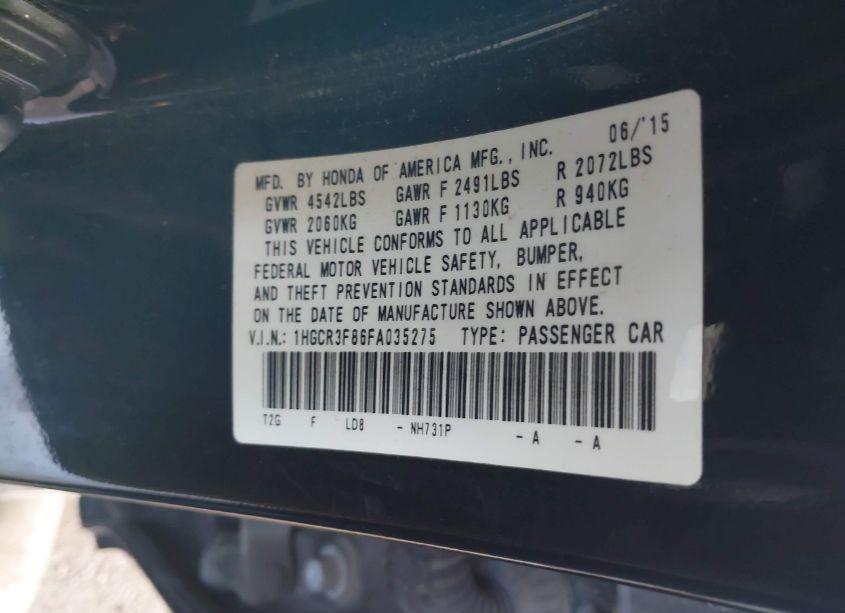 MFD. BY HONDA OF AMERICA MFG., INC. 06/'15
GVWR 4542LBS GAWR F 2491LBS R 2072LBS
GVWR 2060KG GAWR F 1130KG R 940KG
THIS VEHICLE CONFORMS TO ALL APPLICABLE
FEDERAL MOTOR VEHICLE SAFETY, BUMPER,
AND THEFT PREVENTION STANDARDS IN EFFECT
ON THE DATE OF MANUFACTURE SHOWN ABOVE.
V.I.N.: 1HGCR3F86FA035275 TYPE: PASSENGER CAR
T2G F LD8 - NH731P - A - A